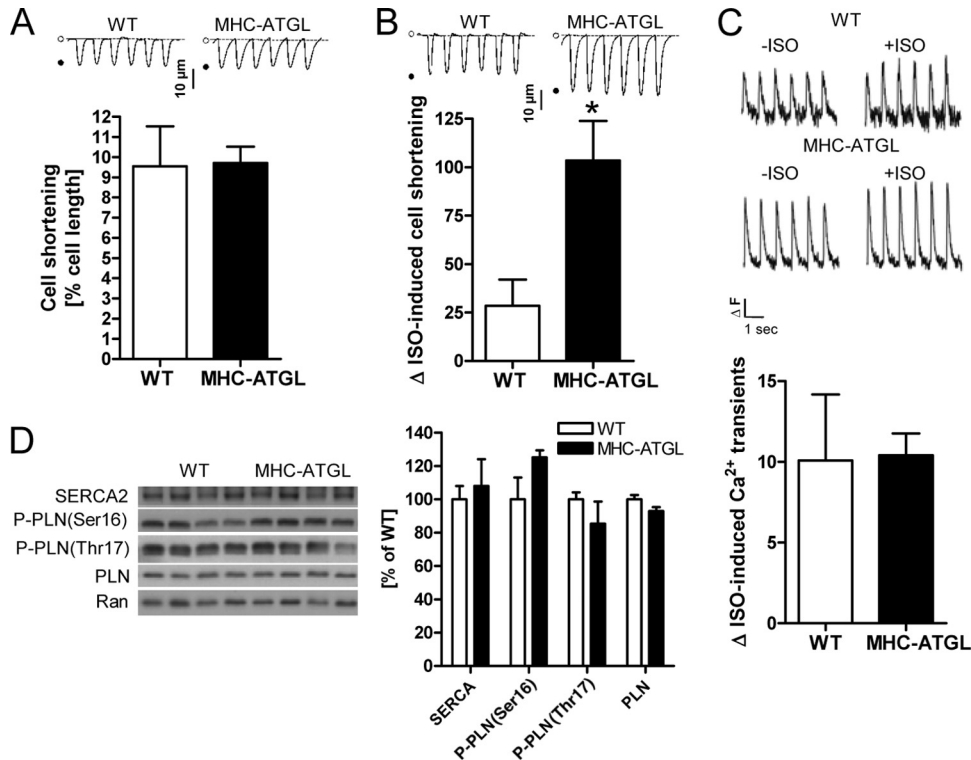 A
WT
MHC-ATGL
10 µm
Cell shortening
[% cell length]
12
11
10
9
8
7
6
5
4
3
2
1
0
WT
MHC-ATGL
B
WT
MHC-ATGL
10 µm
*
Δ ISO-induced cell shortening
125
100
75
50
25
0
WT
MHC-ATGL
C
WT
-ISO
+ISO
MHC-ATGL
-ISO
+ISO
Δ F
1 sec
Δ ISO-induced Ca²⁺ transients
15
10
5
0
WT
MHC-ATGL
D
WT
MHC-ATGL
SERCA2
P-PLN(Ser16)
P-PLN(Thr17)
PLN
Ran
WT
MHC-ATGL
[% of WT]
140
120
100
80
60
40
20
0
SERCA
P-PLN(Ser16)
P-PLN(Thr17)
PLN